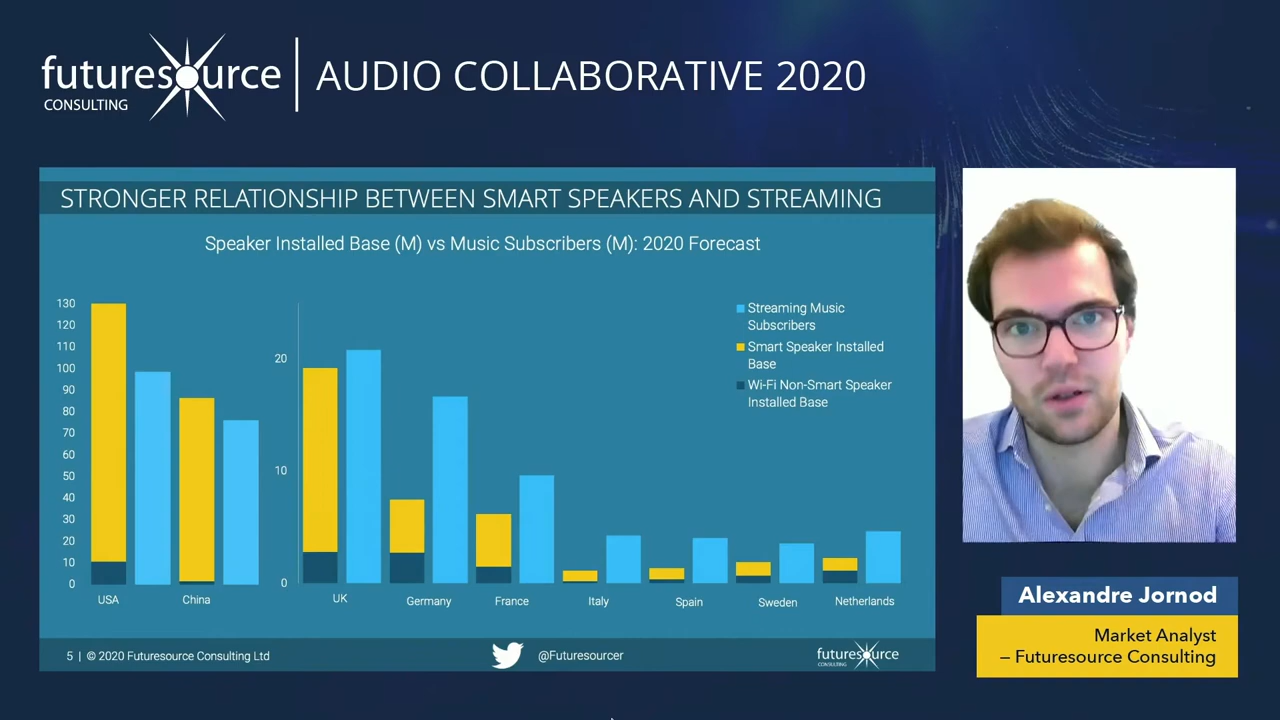 futuresource
CONSULTING
AUDIO COLLABORATIVE 2020
STRONGER RELATIONSHIP BETWEEN SMART SPEAKERS AND STREAMING
Speaker Installed Base (M) vs Music Subscribers (M): 2020 Forecast
130
120
110
100
90
80
70
60
50
40
30
20
10
0
USA
China
20
10
0
UK
Germany
France
Italy
Spain
Sweden
Netherlands
Streaming Music
Subscribers
Smart Speaker Installed
Base
Wi-Fi Non-Smart Speaker
Installed Base
5 | © 2020 Futuresource Consulting Ltd
@Futuresourcer
futuresource
CONSULTING
Alexandre Jornod
Market Analyst
– Futuresource Consulting